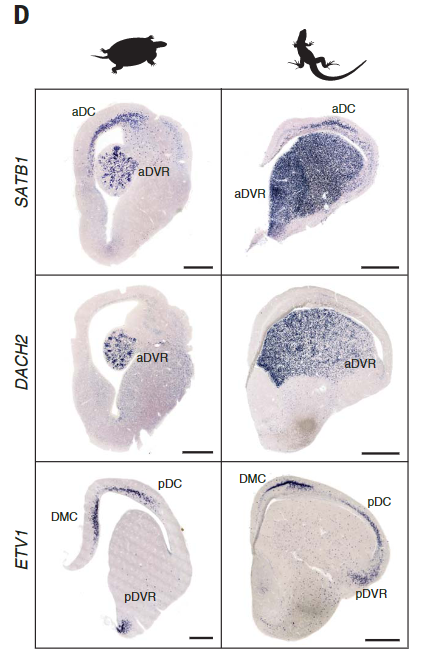 D
SATB1
aDC
aDVR
aDC
aDVR
DACH2
aDVR
aDVR
ETV1
DMC
pDC
pDVR
DMC
pDC
pDVR